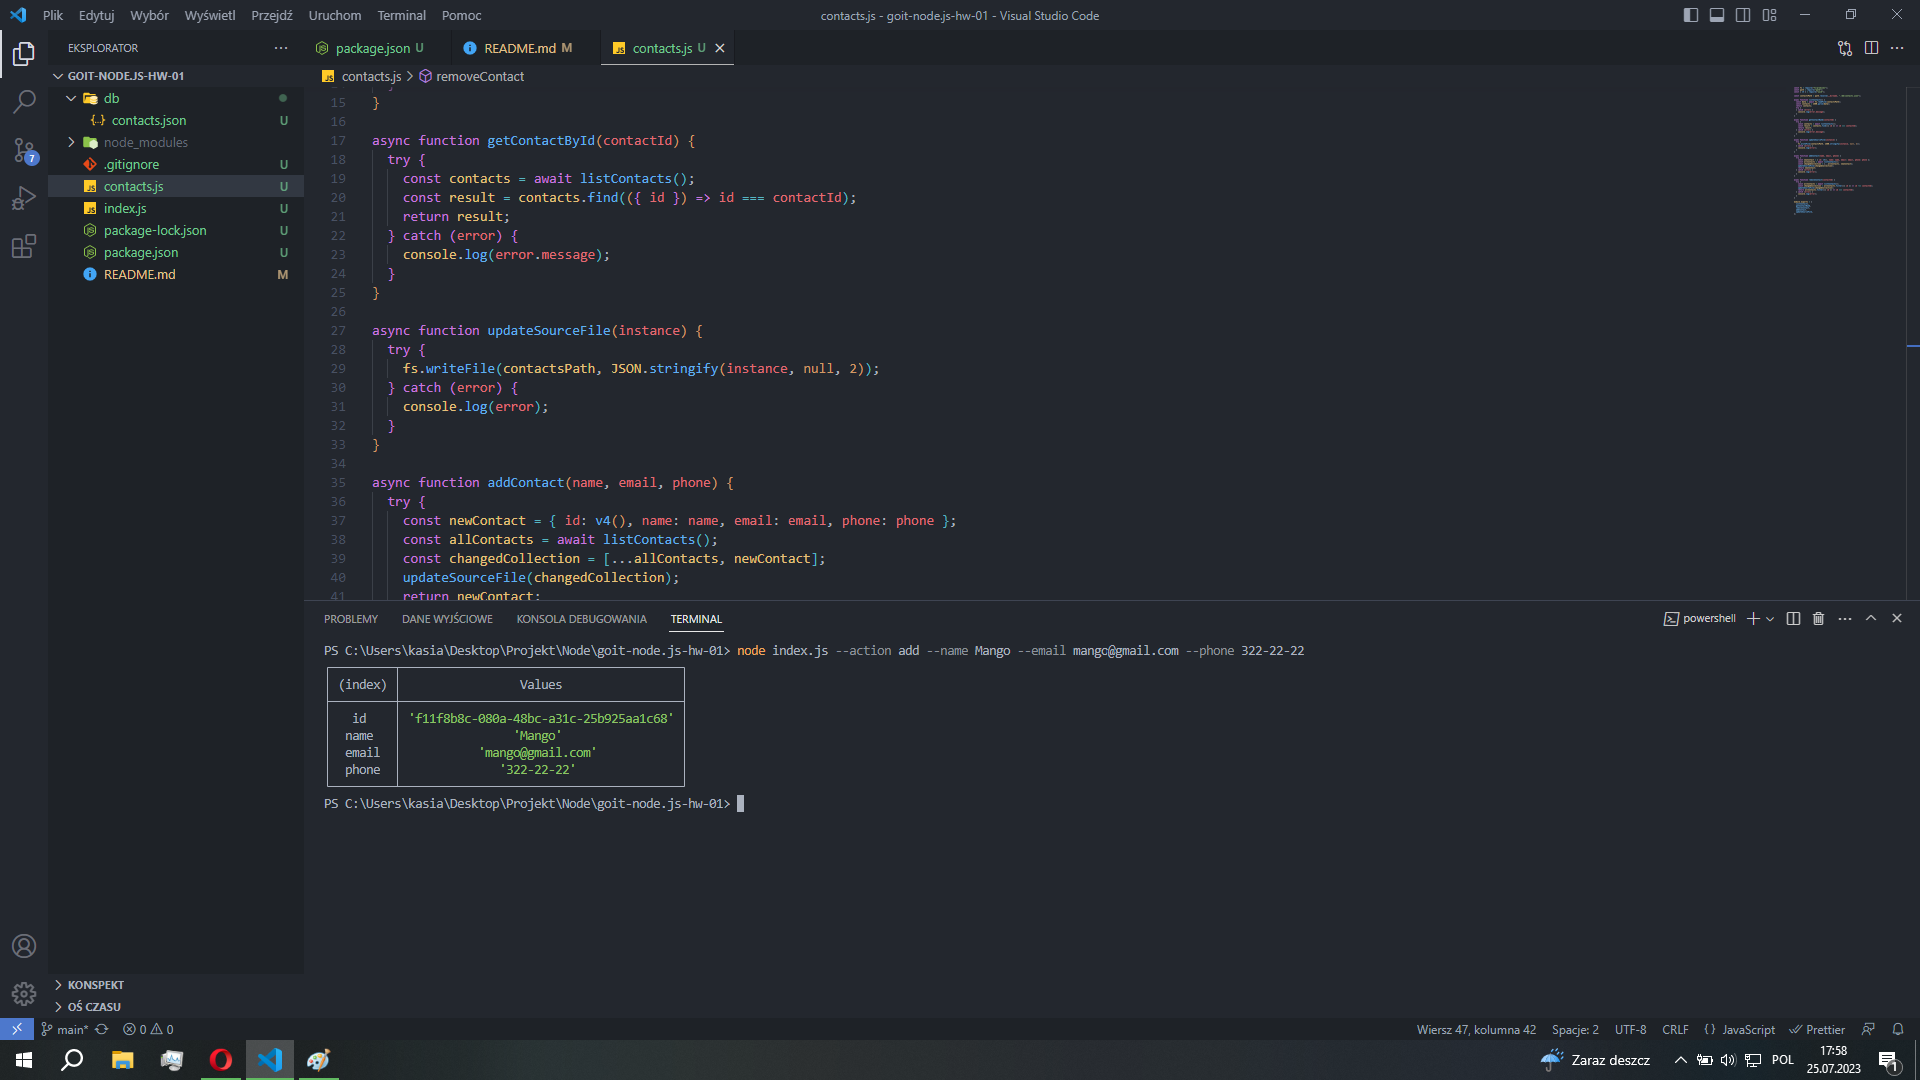 Plik Edytuj Wybór Wyświetl Przejdź Uruchom Terminal Pomoc
contacts.js - goit-node.js-hw-01 - Visual Studio Code
EKSPLORATOR
package.json U
README.md M
contacts.js U
GOIT-NODE.JS-HW-01
db
contacts.json U
node_modules
.gitignore U
contacts.js U
index.js U
package-lock.json U
package.json U
README.md M
7
contacts.js > removeContact
15 }
16
17 async function getContactById(contactId) {
18 try {
19 const contacts = await listContacts();
20 const result = contacts.find(({ id }) => id === contactId);
21 return result;
22 } catch (error) {
23 console.log(error.message);
24 }
25 }
26
27 async function updateSourceFile(instance) {
28 try {
29 fs.writeFile(contactsPath, JSON.stringify(instance, null, 2));
30 } catch (error) {
31 console.log(error);
32 }
33 }
34
35 async function addContact(name, email, phone) {
36 try {
37 const newContact = { id: v4(), name: name, email: email, phone: phone };
38 const allContacts = await listContacts();
39 const changedCollection = [...allContacts, newContact];
40 updateSourceFile(changedCollection);
41 return newContact;
PROBLEMY DANE WYJŚCIOWE KONSOLA DEBUGOWANIA TERMINAL
powershell
PS C:\Users\kasia\Desktop\Projekt\Node\goit-node.js-hw-01> node index.js --action add --name Mango --email mango@gmail.com --phone 322-22-22
(index) Values
id 'f11f8b8c-080a-48bc-a31c-25b925aa1c68'
name 'Mango'
email 'mango@gmail.com'
phone '322-22-22'
PS C:\Users\kasia\Desktop\Projekt\Node\goit-node.js-hw-01>
KONSPEKT
OŚ CZASU
main* 0 0
Wiersz 47, kolumna 42 Spacje: 2 UTF-8 CRLF {} JavaScript Prettier
Zaraz deszcz
POL
17:58
25.07.2023
1